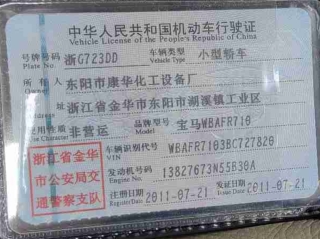 中华人民共和国机动车行驶证
Vehicle License of the People's Republic of China
号牌号码 浙G723DD 车辆类型 小型轿车
Plate No. Vehicle Type
所有人 东阳市康华化工设备厂
Owner
住址 浙江省金华市东阳市湖溪镇工业区
Address
使用性质 非营运 品牌型号 宝马WBAFR710
车辆识别代号 WBAFR7103BC727820
VIN
发动机号码 13827673N55B30A
Engine No.
注册日期 2011-07-21 发证日期 2011-07-21
Register Date Issue Date
浙江省金华
市公安局交
通警察支队